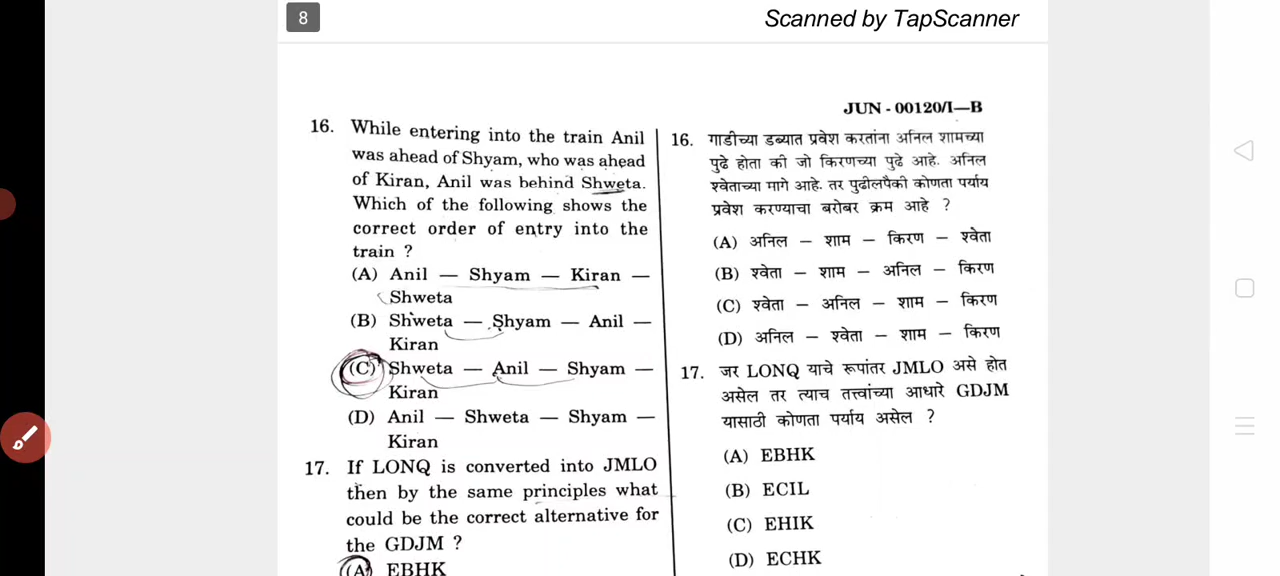 8
Scanned by TapScanner
JUN - 00120/I—B
16. While entering into the train Anil
was ahead of Shyam, who was ahead
of Kiran, Anil was behind Shweta.
Which of the following shows the
correct order of entry into the
train ?
(A) Anil — Shyam — Kiran —
Shweta
(B) Shweta — Shyam — Anil —
Kiran
(C) Shweta — Anil — Shyam —
Kiran
(D) Anil — Shweta — Shyam —
Kiran
17. If LONQ is converted into JMLO
then by the same principles what
could be the correct alternative for
the GDJM ?
(A) EBHK
16. गाडीच्या डब्यात प्रवेश करतांना अनिल शामच्या
पुढे होता की जो किरणच्या पुढे आहे. अनिल
श्वेताच्या मागे आहे. तर पुढीलपैकी कोणता पर्याय
प्रवेश करण्याचा बरोबर क्रम आहे ?
(A) अनिल – शाम – किरण – श्वेता
(B) श्वेता – शाम – अनिल – किरण
(C) श्वेता – अनिल – शाम – किरण
(D) अनिल – श्वेता – शाम – किरण
17. जर LONQ याचे रूपांतर JMLO असे होत
असेल तर त्याच तत्त्वांच्या आधारे GDJM
यासाठी कोणता पर्याय असेल ?
(A) EBHK
(B) ECIL
(C) EHIK
(D) ECHK